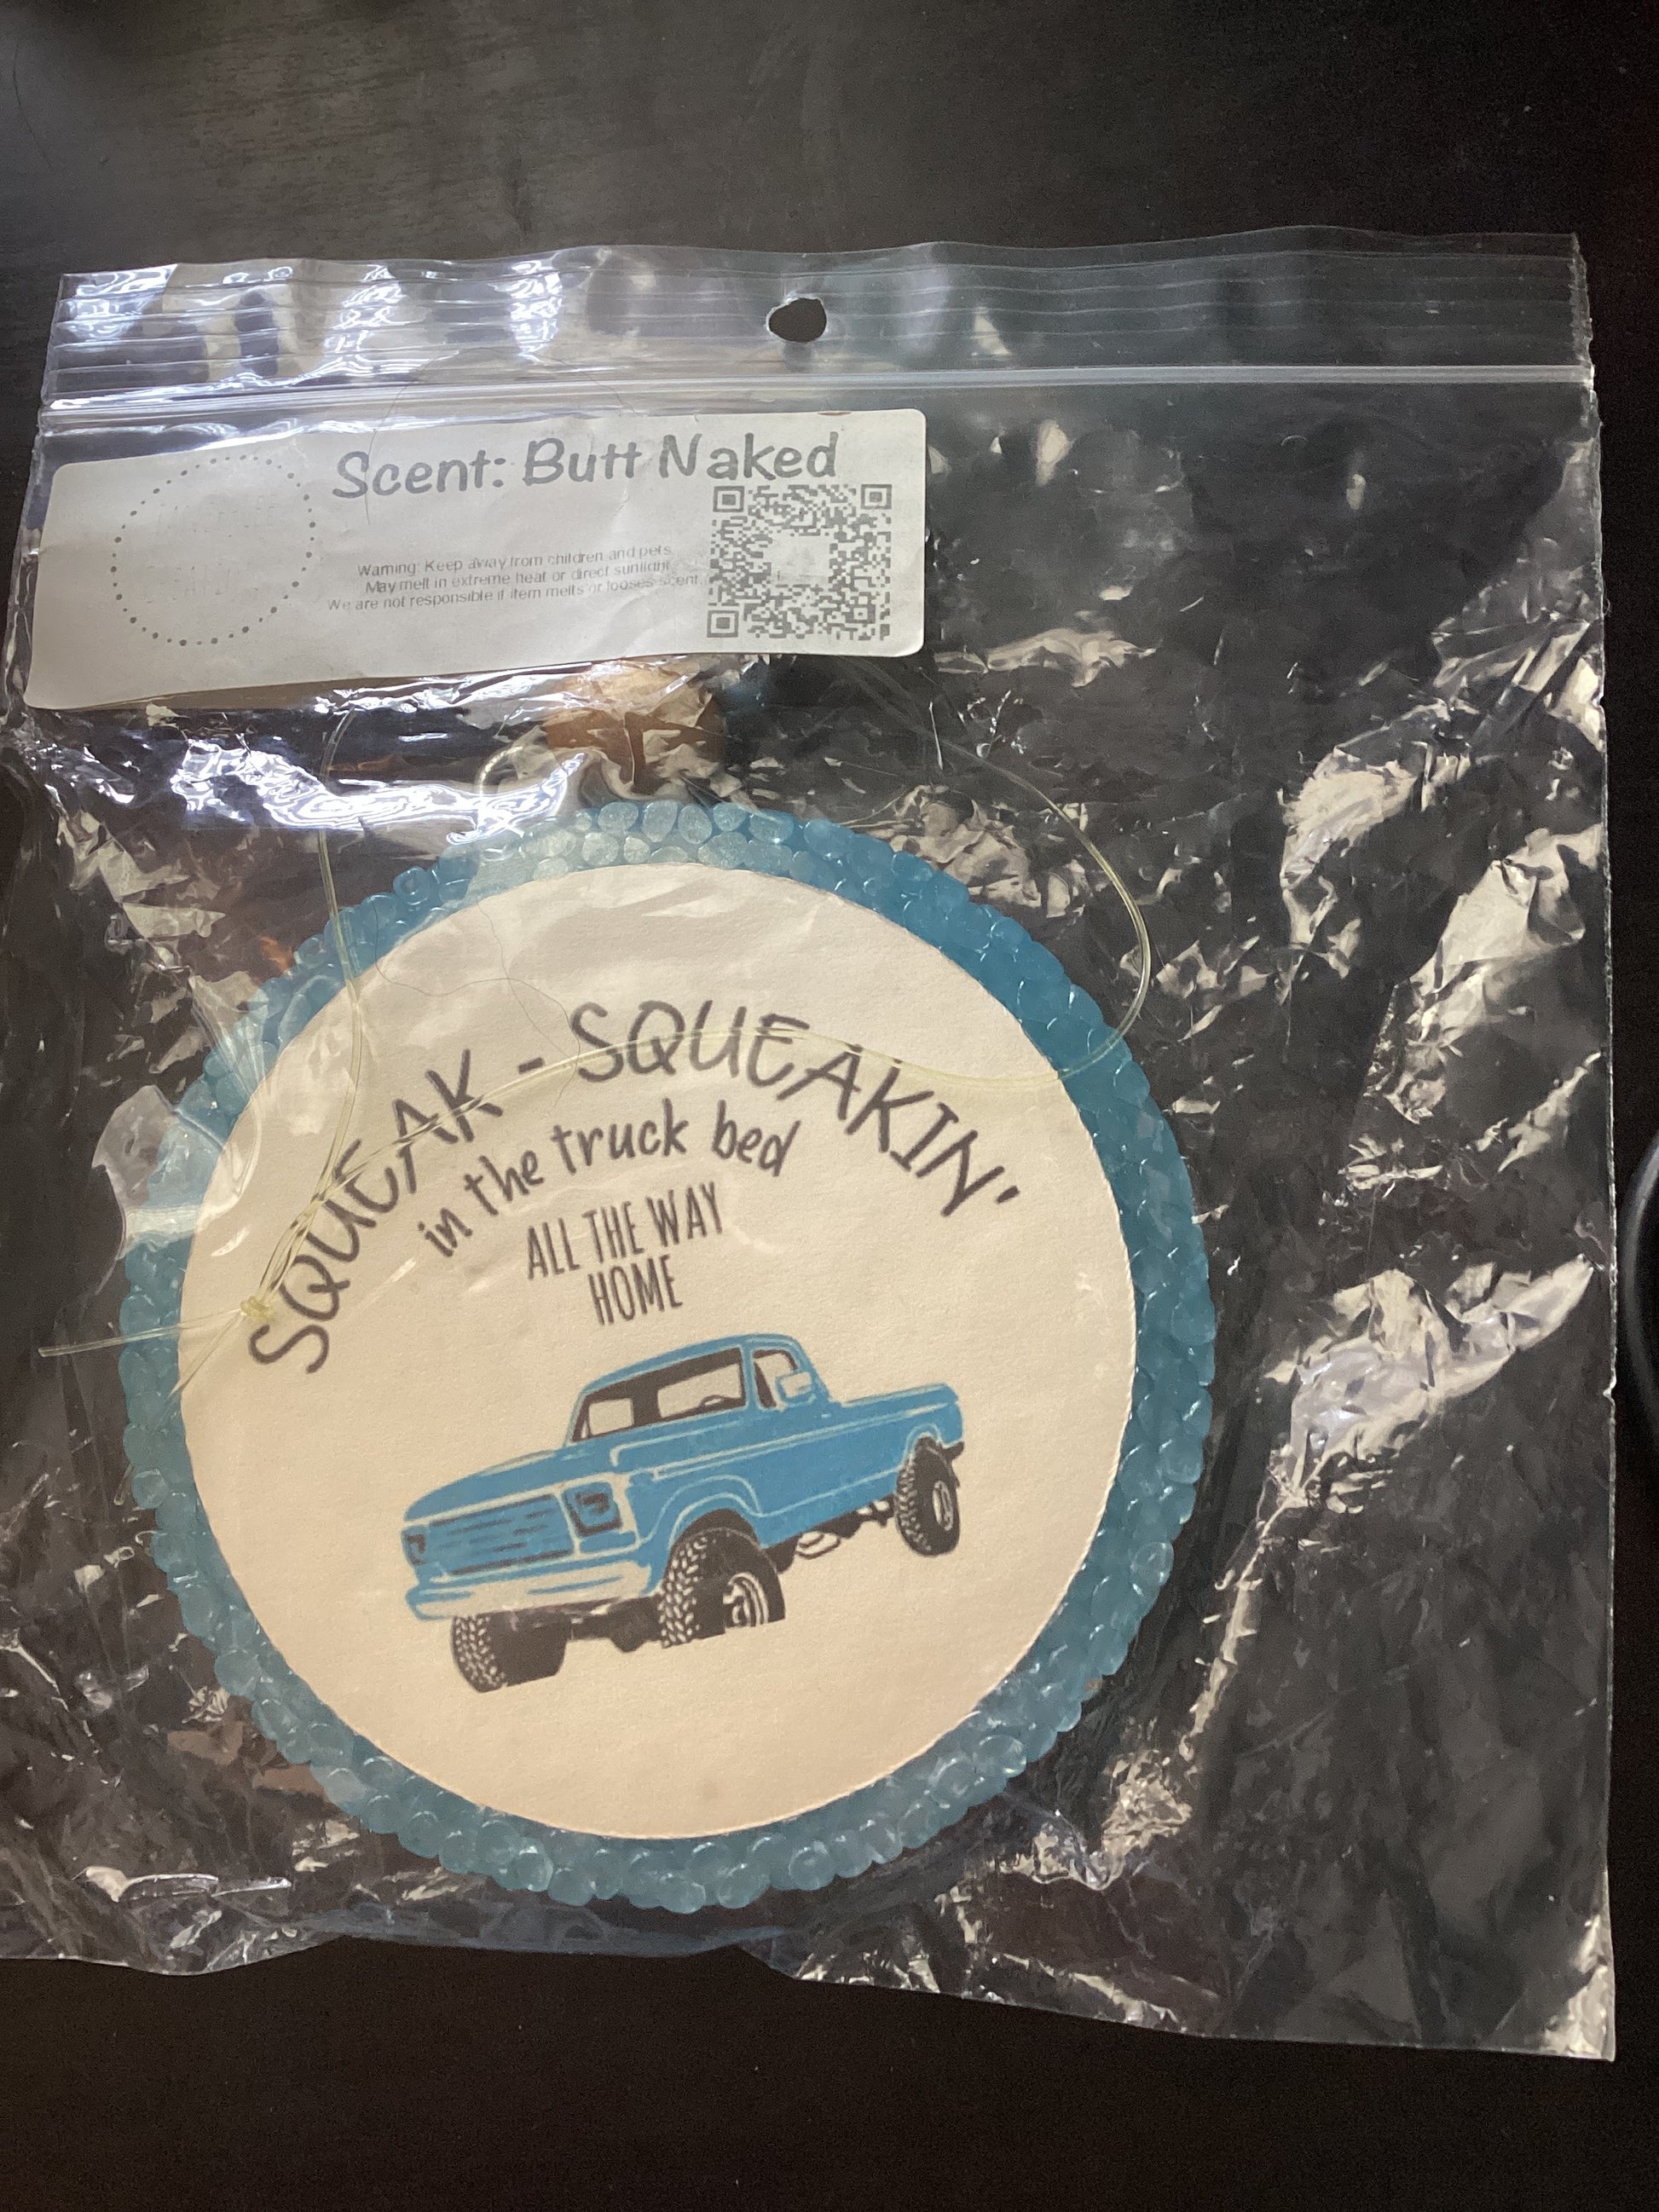 Scent: Butt Naked
Warning: Keep away from children and pets.
May melt in extreme heat or direct sunlight.
We are not responsible if item melts or looses scent.
SQUEAK - SQUEAKIN'
in the truck bed
ALL THE WAY
HOME